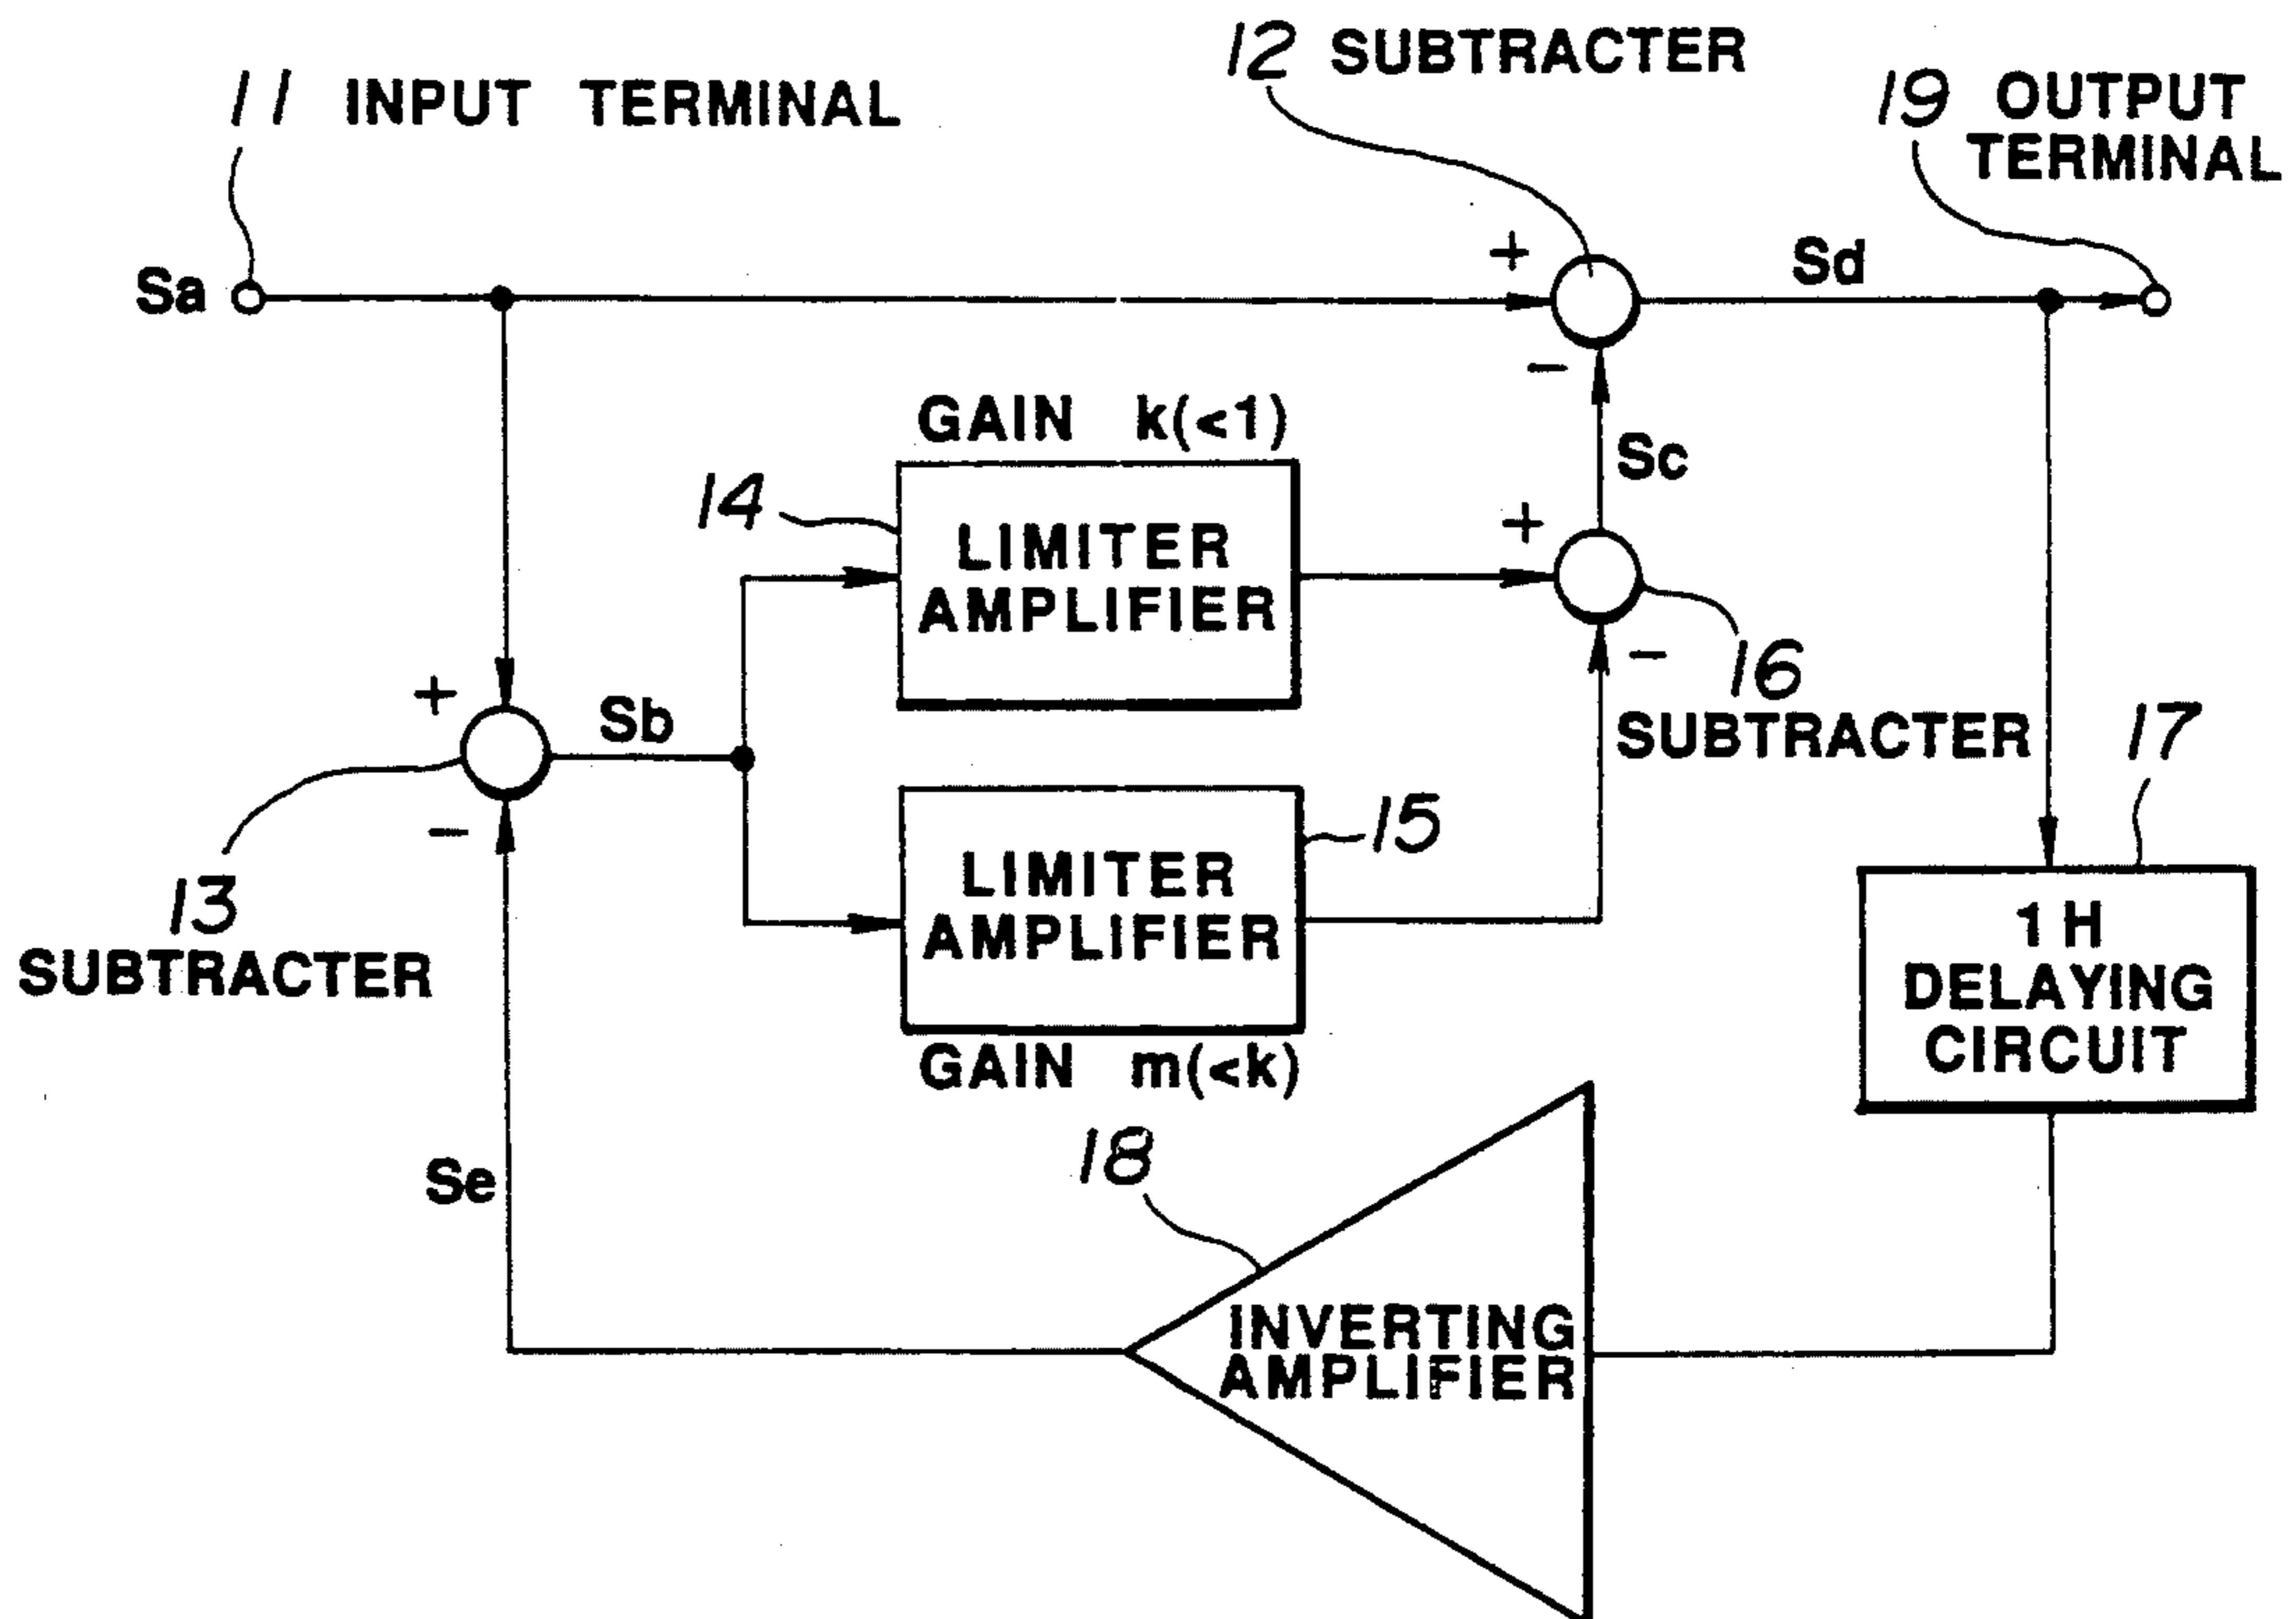 12 SUBTRACTER
11 INPUT TERMINAL
19 OUTPUT
TERMINAL
+
Sa
Sd
−
GAIN k(<1)
Sc
14
LIMITER
AMPLIFIER
+
−
16
SUBTRACTER
+
Sb
17
−
13
SUBTRACTER
LIMITER
AMPLIFIER
15
GAIN m(<k)
1H
DELAYING
CIRCUIT
18
Se
INVERTING
AMPLIFIER